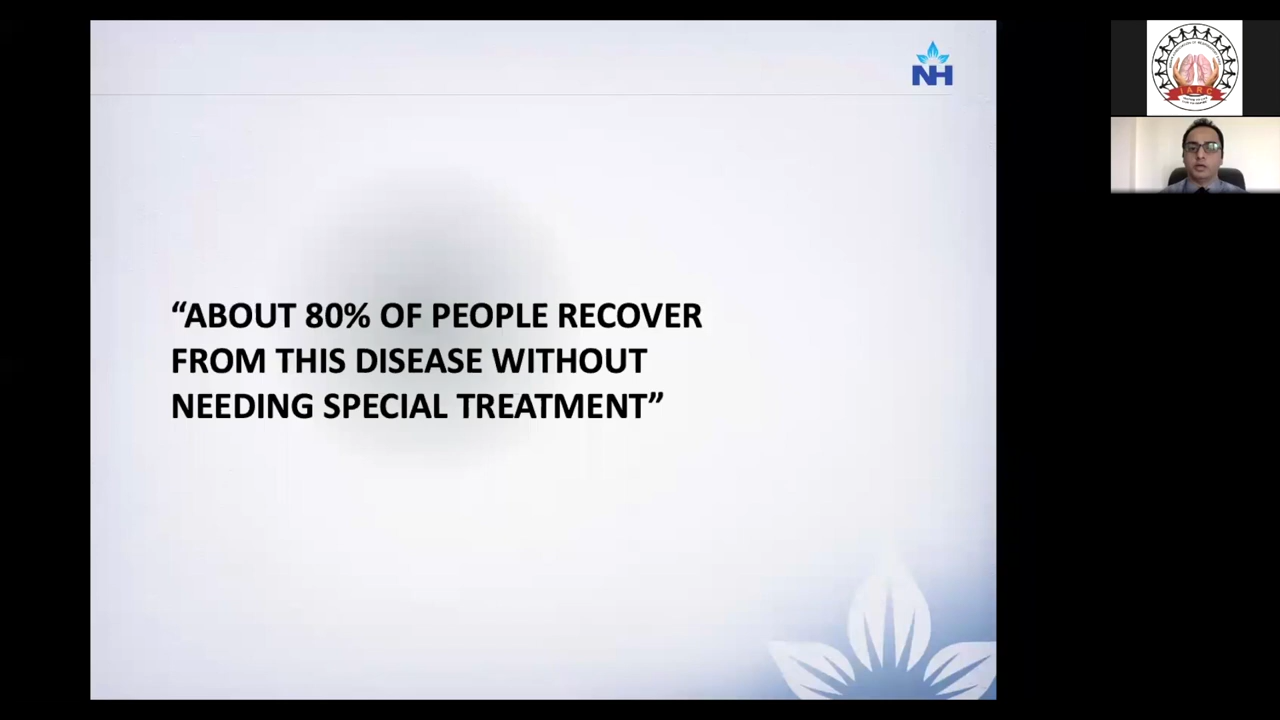 NH
“ABOUT 80% OF PEOPLE RECOVER
FROM THIS DISEASE WITHOUT
NEEDING SPECIAL TREATMENT”
IARC